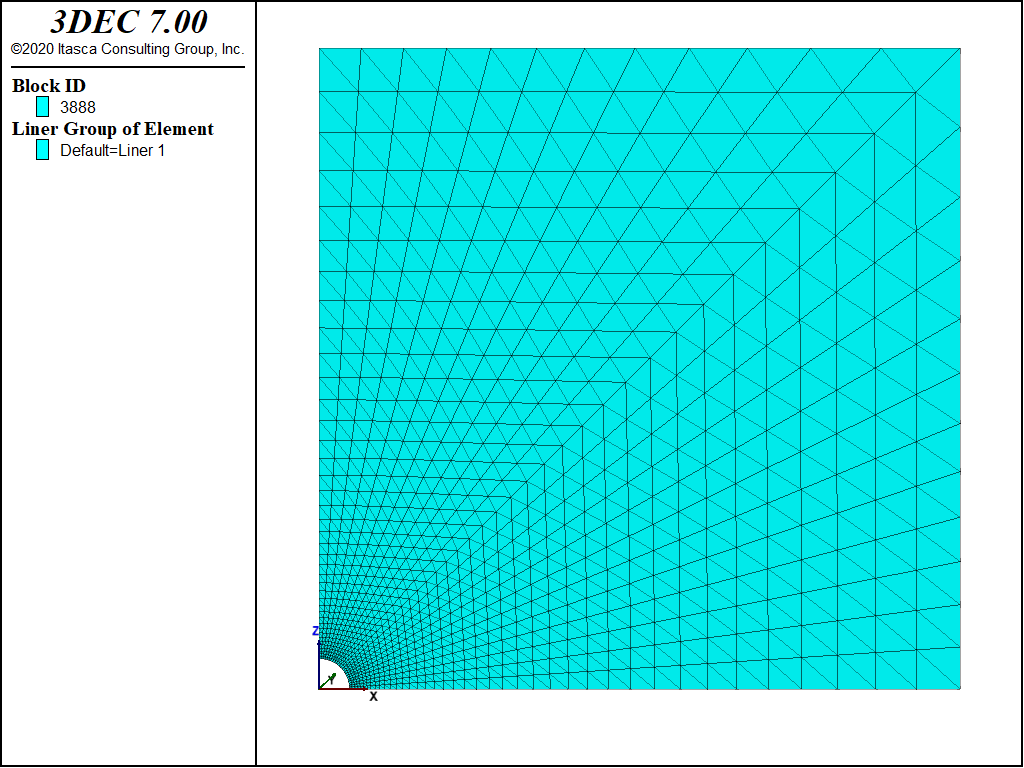 3DEC 7.00
©2020 Itasca Consulting Group, Inc.
Block ID
3888
Liner Group of Element
Default=Liner 1
Z
Y
X